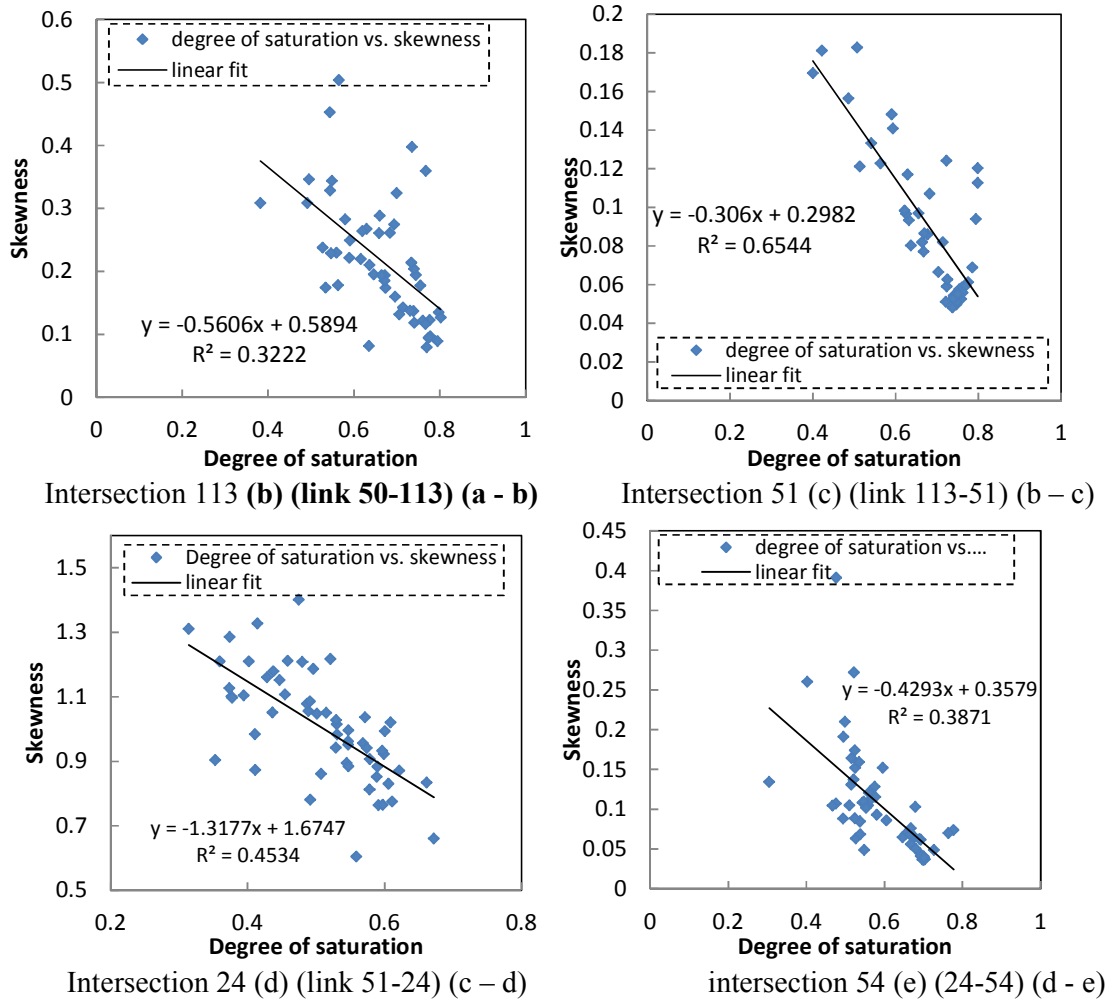 0.6
degree of saturation vs. skewness
linear fit
0.5
0.4
0.3
0.2
0.1
0
Skewness
y = -0.5606x + 0.5894
R² = 0.3222
0 0.2 0.4 0.6 0.8 1
Degree of saturation
Intersection 113 (b) (link 50-113) (a - b)
0.2
0.18
0.16
0.14
0.12
0.1
0.08
0.06
0.04
0.02
0
Skewness
y = -0.306x + 0.2982
R² = 0.6544
degree of saturation vs. skewness
linear fit
0 0.2 0.4 0.6 0.8 1
Degree of saturation
Intersection 51 (c) (link 113-51) (b – c)
Degree of saturation vs. skewness
linear fit
1.5
1.3
1.1
0.9
0.7
0.5
Skewness
y = -1.3177x + 1.6747
R² = 0.4534
0.2 0.4 0.6 0.8
Degree of saturation
Intersection 24 (d) (link 51-24) (c – d)
0.45
degree of saturation vs....
linear fit
0.4
0.35
0.3
0.25
0.2
0.15
0.1
0.05
0
Skewness
y = -0.4293x + 0.3579
R² = 0.3871
0 0.2 0.4 0.6 0.8 1
Degree of saturation
intersection 54 (e) (24-54) (d - e)